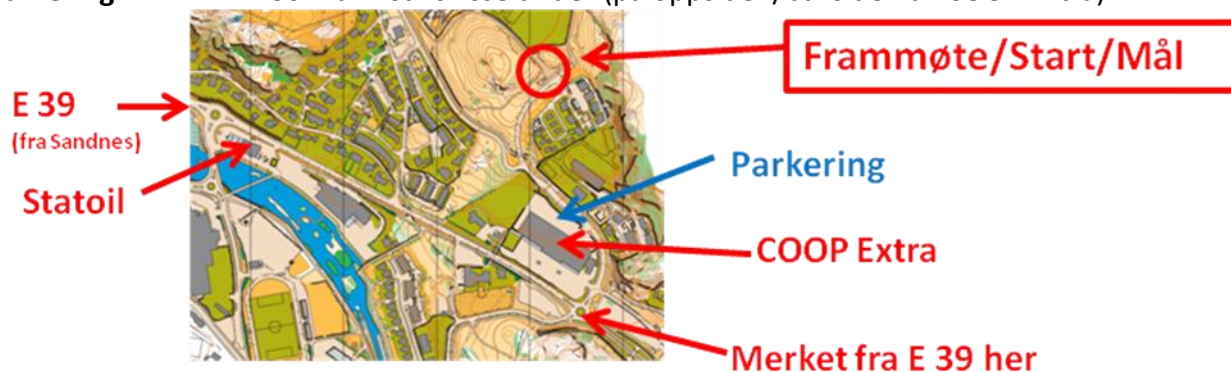 Frammøte/Start/Mål
E 39
(fra Sandnes)
Statoil
Parkering
COOP Extra
Merket fra E 39 her